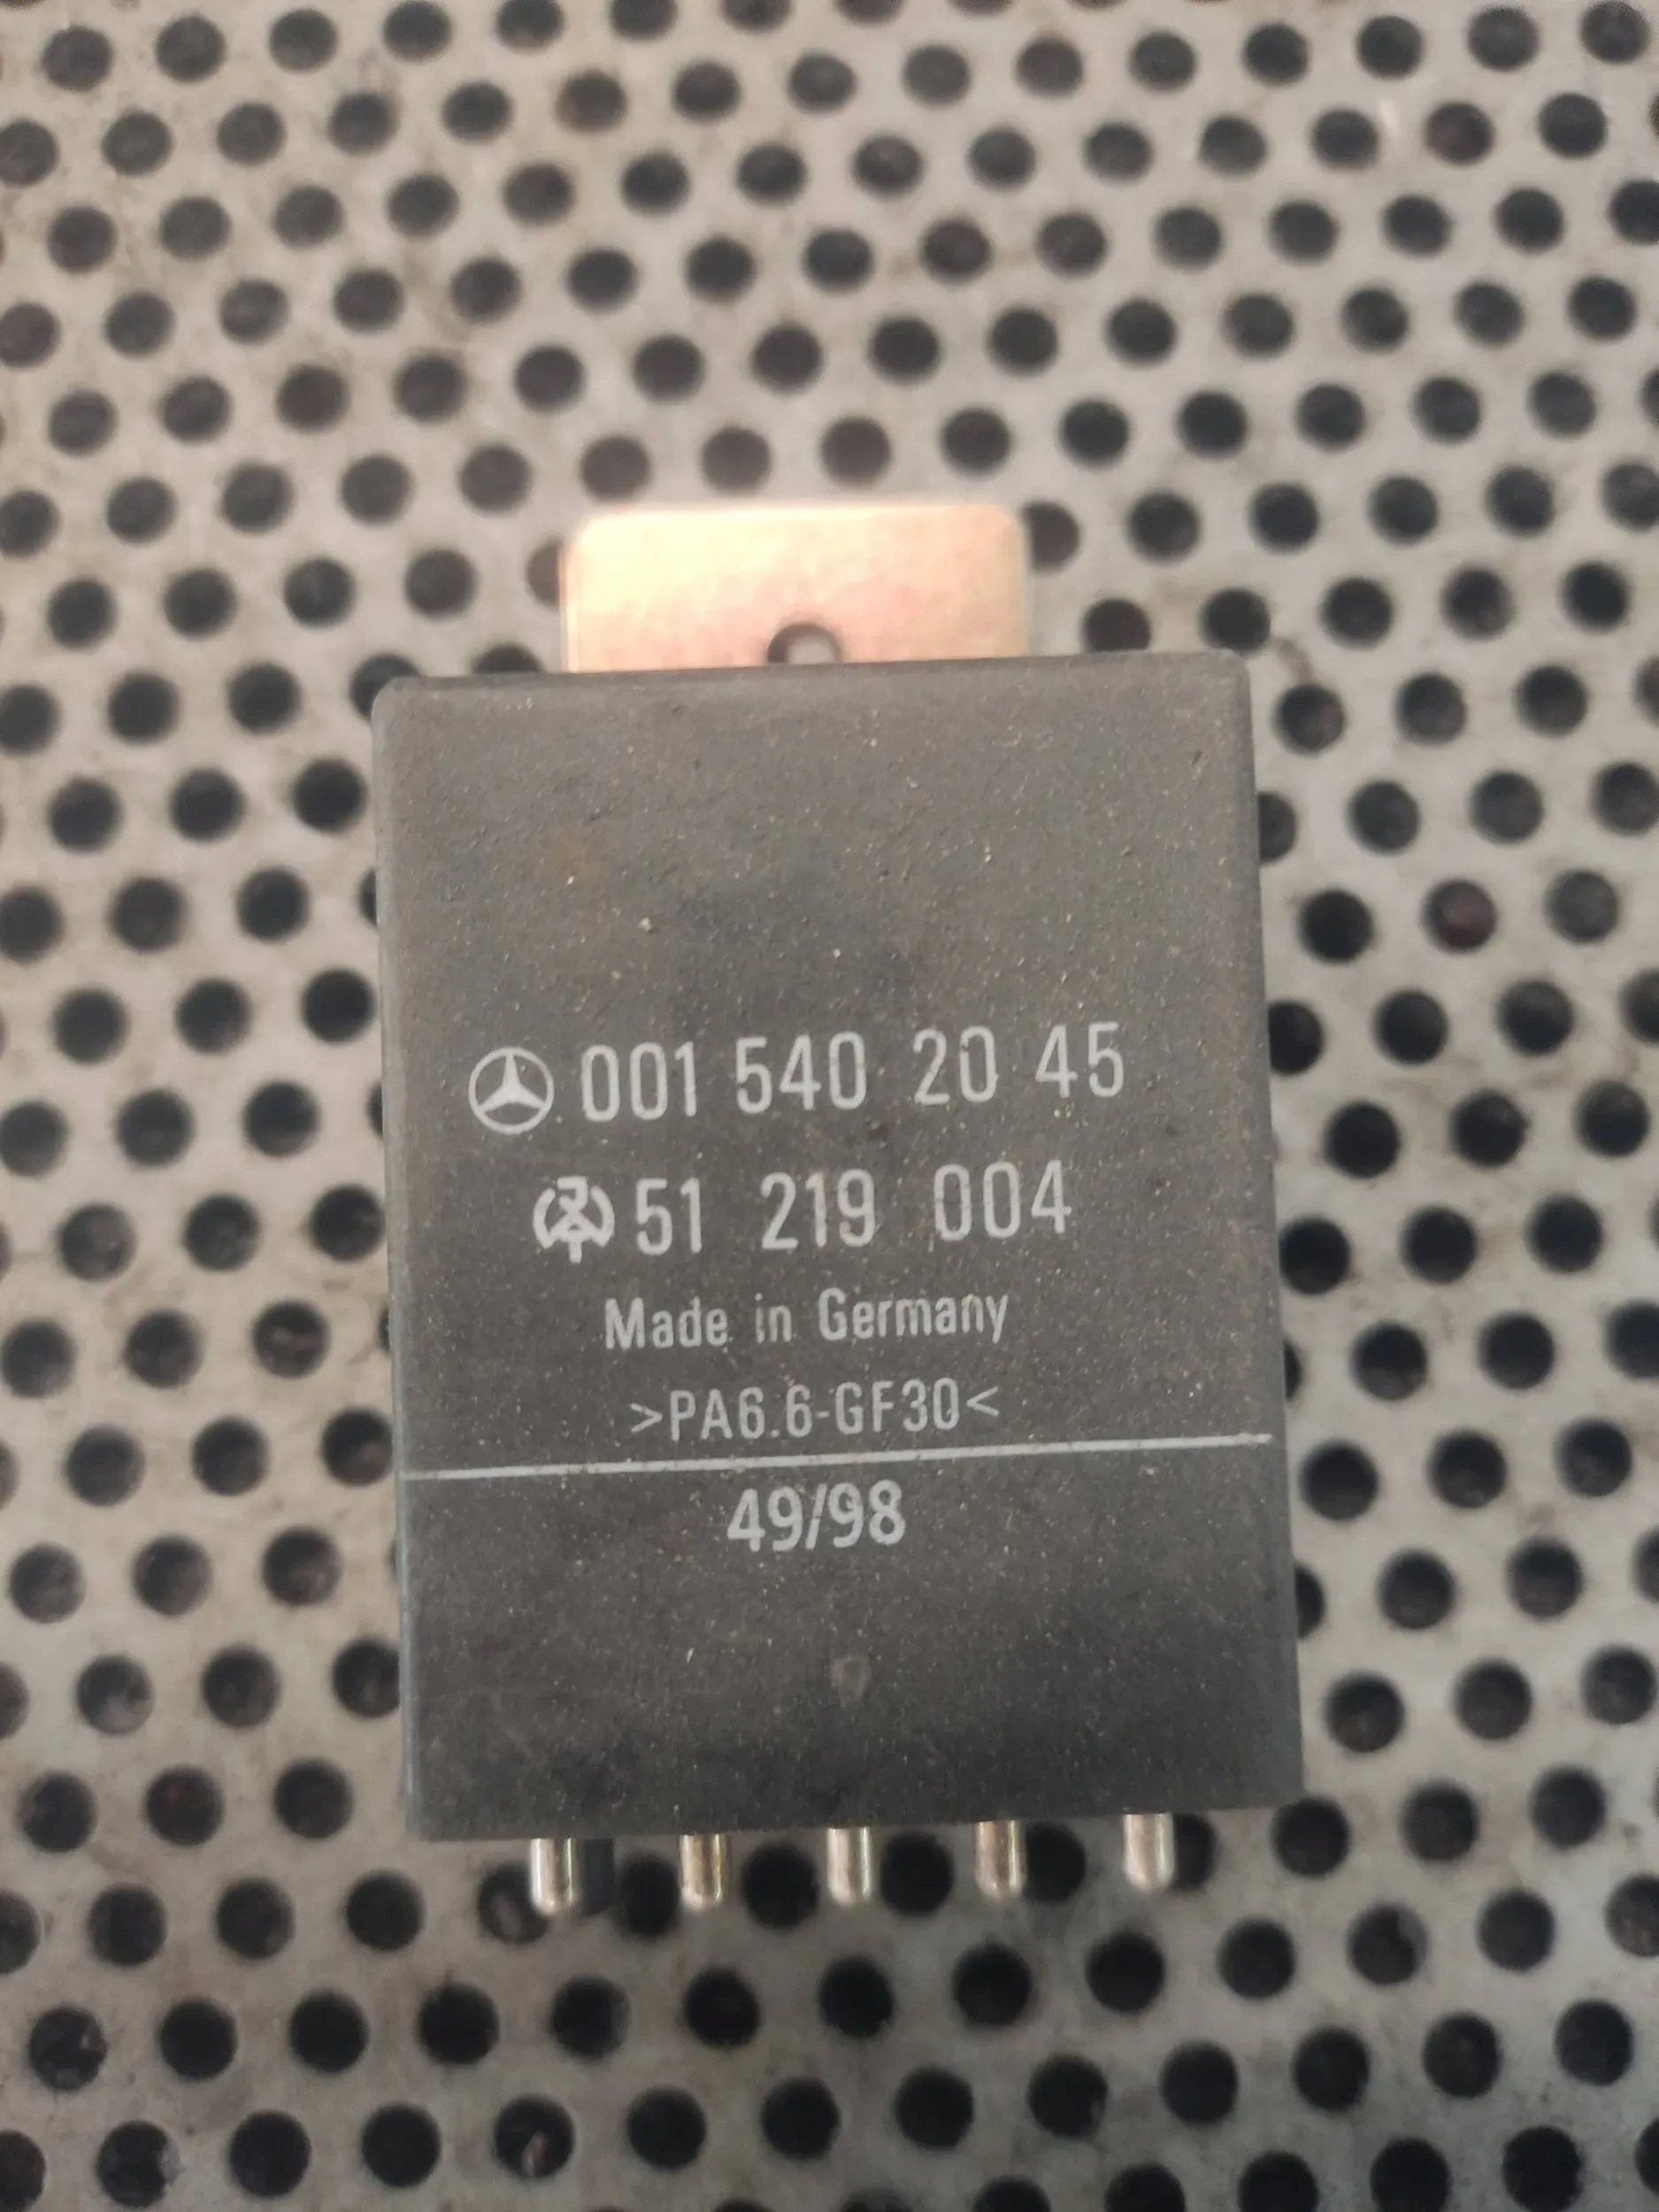 001 540 20 45
51 219 004
Made in Germany
>PA6.6-GF30<
49/98